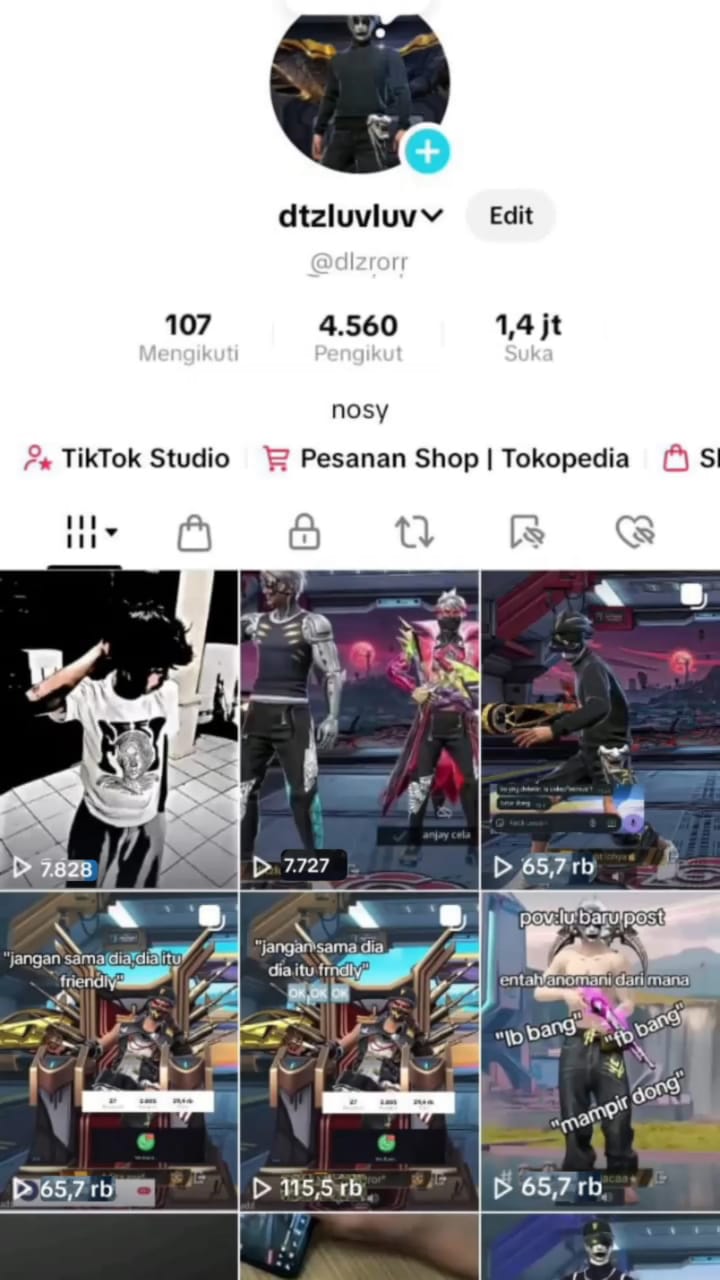 dtzluvluv
Edit
@dlzrorr
107
Mengikuti
4.560
Pengikut
1,4 jt
Suka
nosy
TikTok Studio
Pesanan Shop | Tokopedia
Sl
7.828
anjay cela
7.727
65,7 rb
"jangan sama dia,dia itu
friendly"
65,7 rb
"jangan sama dia
dia itu frndly"
OK,OK OK
115,5 rb
pov:lu baru post
entah anomani dari mana
"lb bang"
"fb bang"
"mampir dong"
65,7 rb